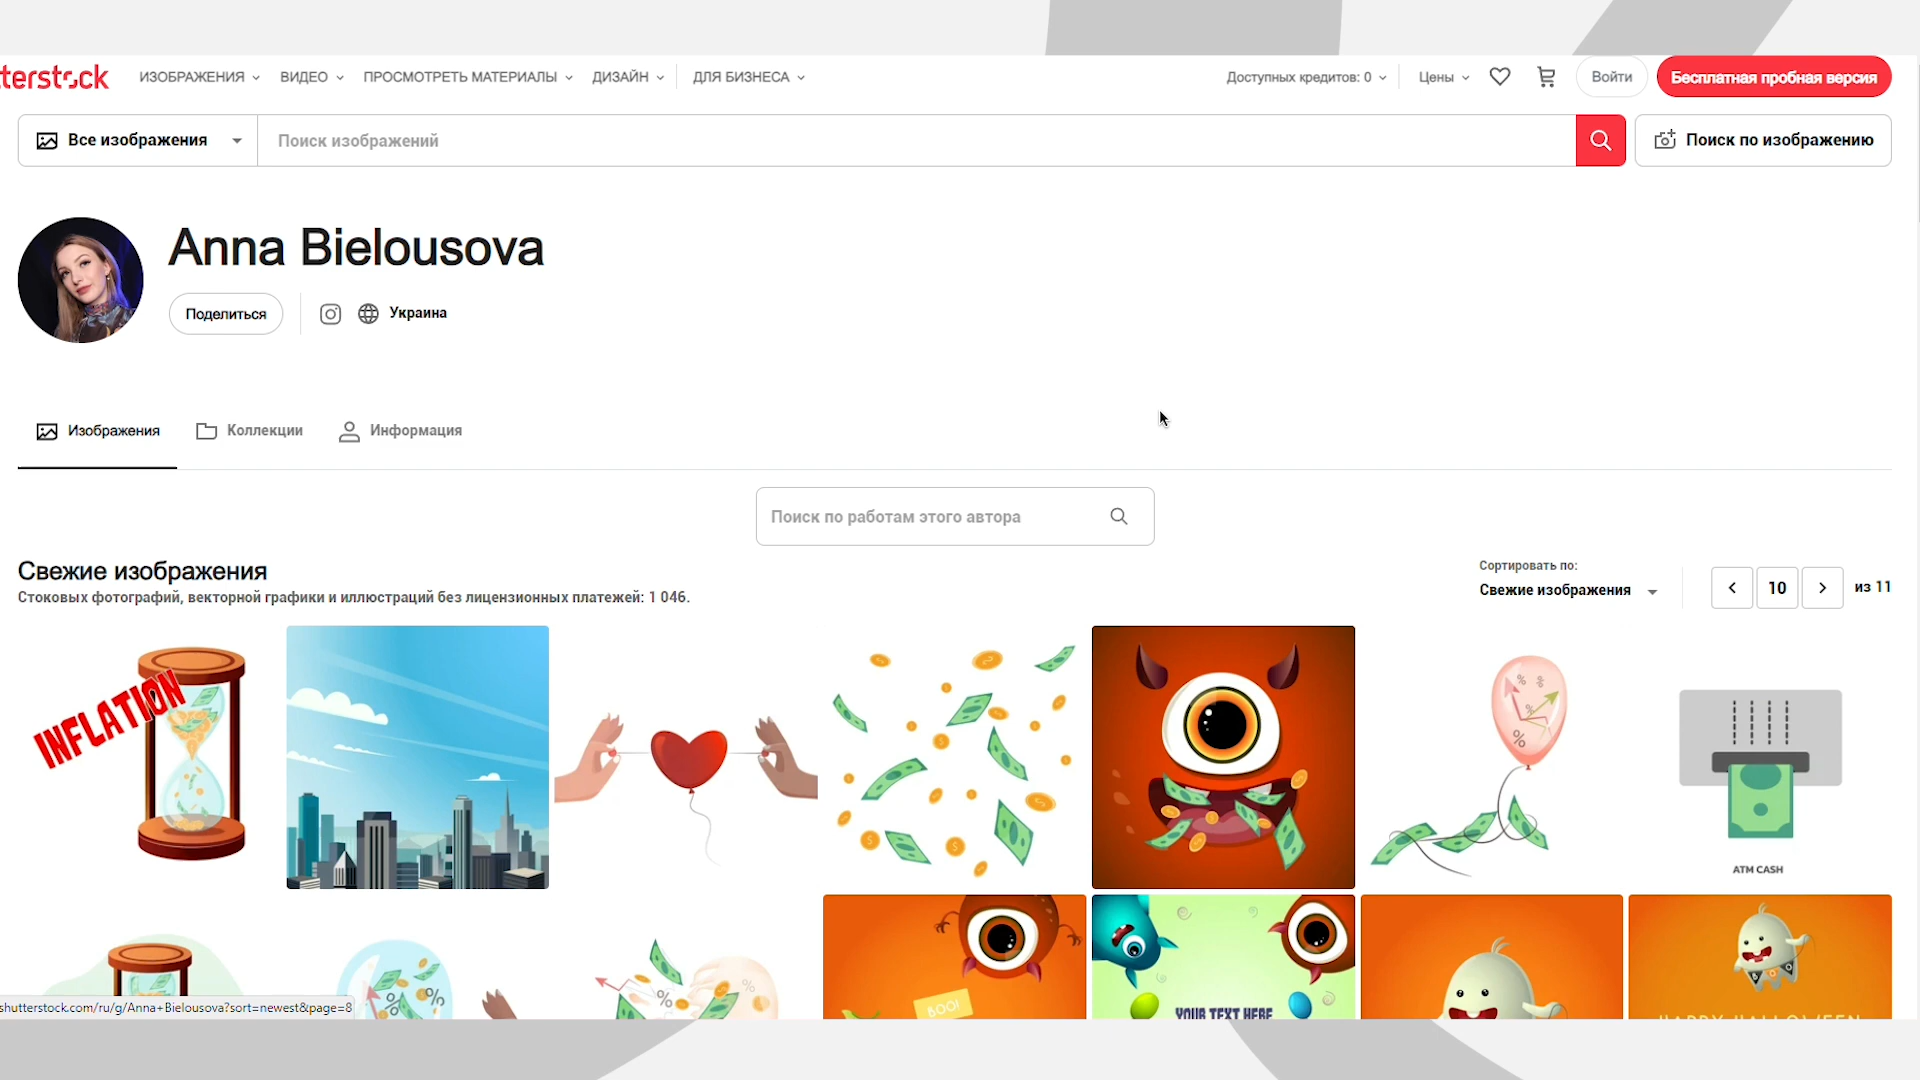 terstock
ИЗОБРАЖЕНИЯ ВИДЕО ПРОСМОТРЕТЬ МАТЕРИАЛЫ ДИЗАЙН ДЛЯ БИЗНЕСА Доступных кредитов: 0 Цены Войти Бесплатная пробная версия
Все изображения Поиск изображений Поиск по изображению
Anna Bielousova
Поделиться Украина
Изображения Коллекции Информация
Поиск по работам этого автора
Свежие изображения
Стоковых фотографий, векторной графики и иллюстраций без лицензионных платежей: 1 046.
Сортировать по:
Свежие изображения
10 из 11
INFLATION
% $
%
%
ATM CASH
%
%
%
BOO!
YOUR TEXT HERE
HAPPY HALLOWEEN
shutterstock.com/ru/g/Anna+Bielousova?sort=newest&page=8